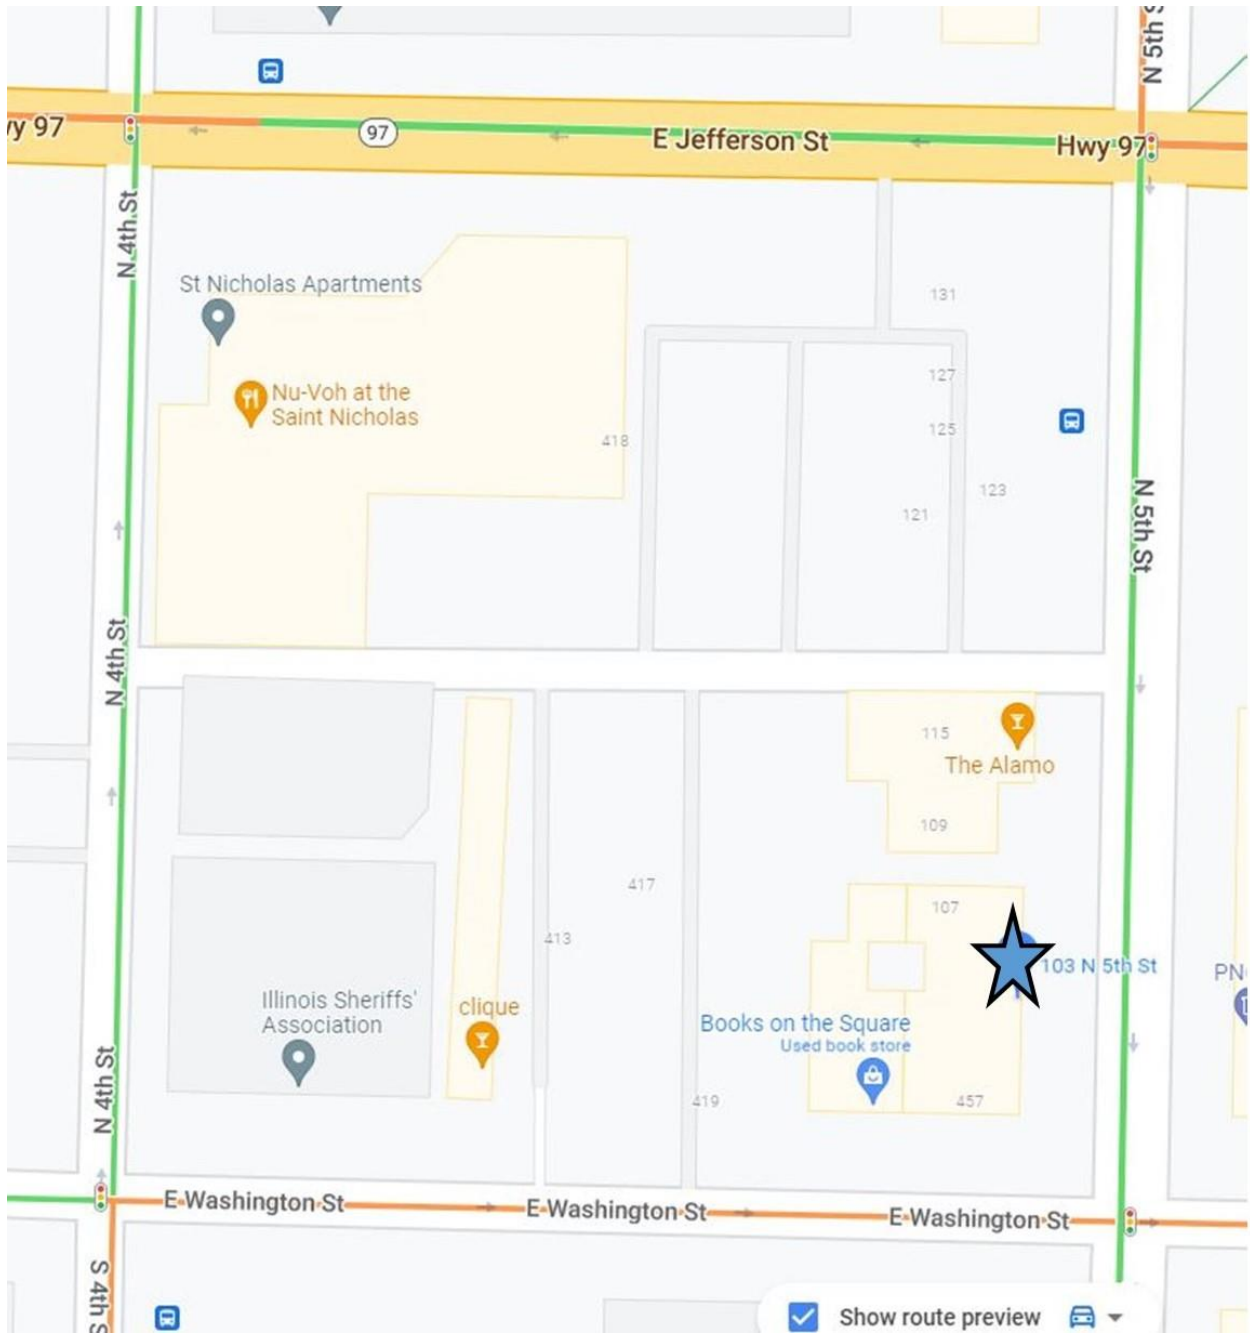 N 5th S
vy 97
97
E Jefferson St
Hwy 97
N 4th St
St Nicholas Apartments
131
Nu-Voh at the
Saint Nicholas
127
418
125
123
N 5th St
121
N 4th St
115
The Alamo
109
417
107
413
103 N 5th St
PN
Illinois Sheriffs'
Association
clique
Books on the Square
Used book store
N 4th St
419
457
E Washington St
E Washington St
E Washington St
S 4th S
Show route preview